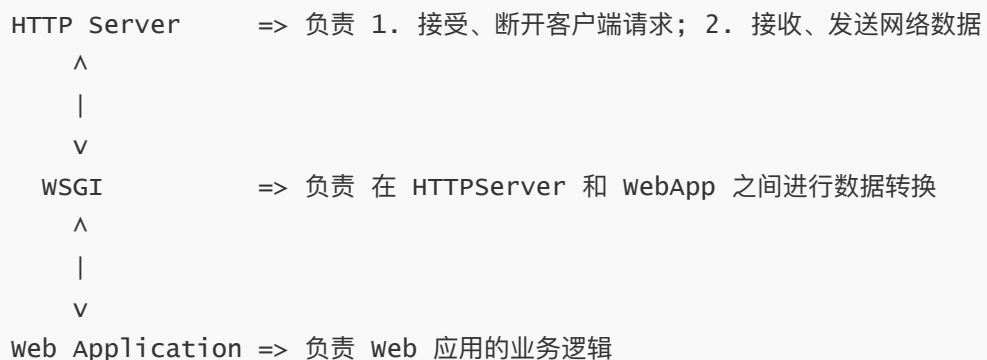 HTTP Server => 负责 1. 接受、断开客户端请求; 2. 接收、发送网络数据
^
|
v
WSGI => 负责 在 HTTPServer 和 WebApp 之间进行数据转换
^
|
v
Web Application => 负责 Web 应用的业务逻辑